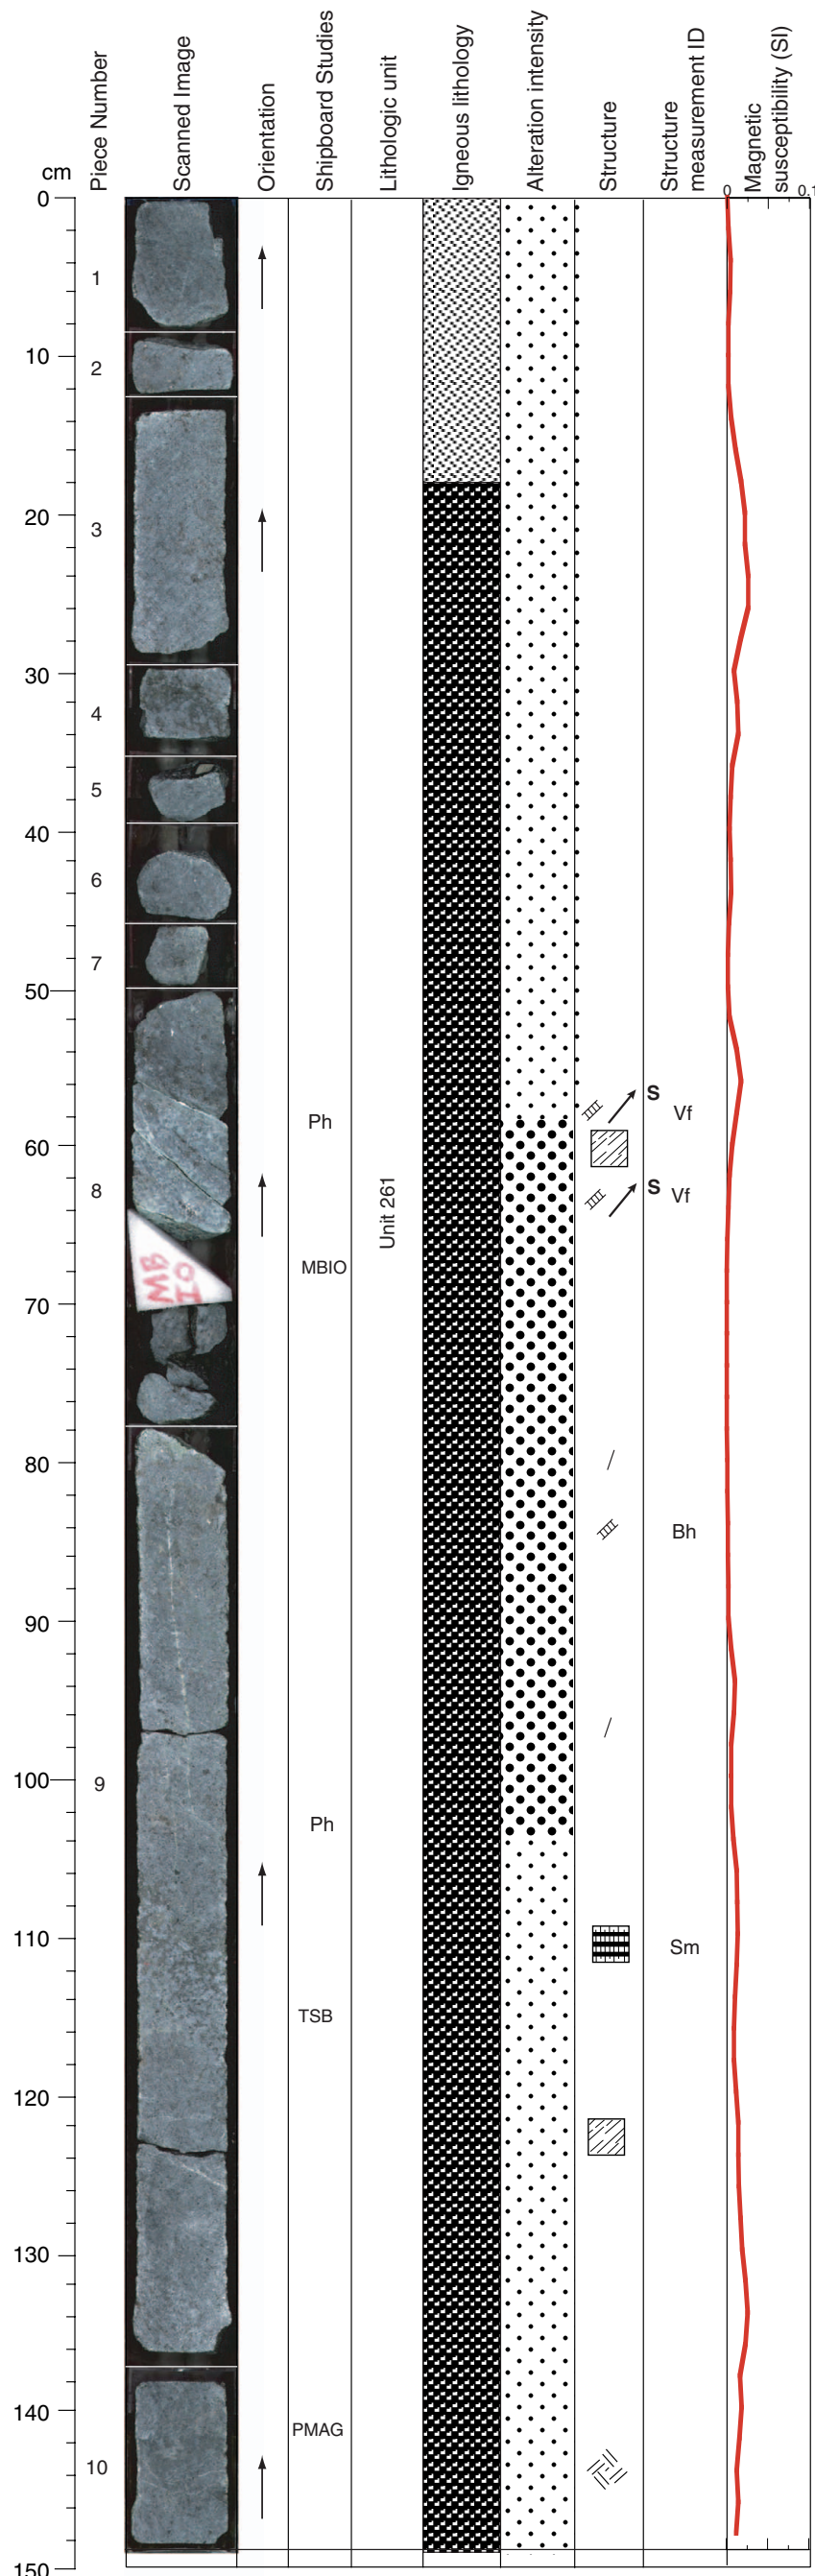 cm
Piece Number
Scanned Image
Orientation
Shipboard Studies
Lithologic unit
Igneous lithology
Alteration intensity
Structure
Structure
measurement ID
Magnetic
susceptibility (SI)
0 0.1
0
1
10
2
20
3
30
4
5
40
6
7
50
S
Vf
Ph
60
8
S
Vf
Unit 261
MBIO
MB
IO
70
80
Bh
90
100
9
Ph
110
Sm
TSB
120
130
140
PMAG
10
150